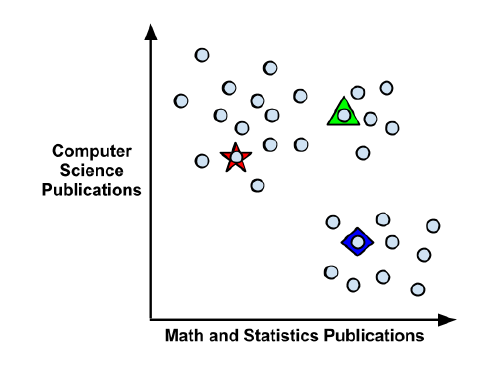 Computer
Science
Publications
Math and Statistics Publications